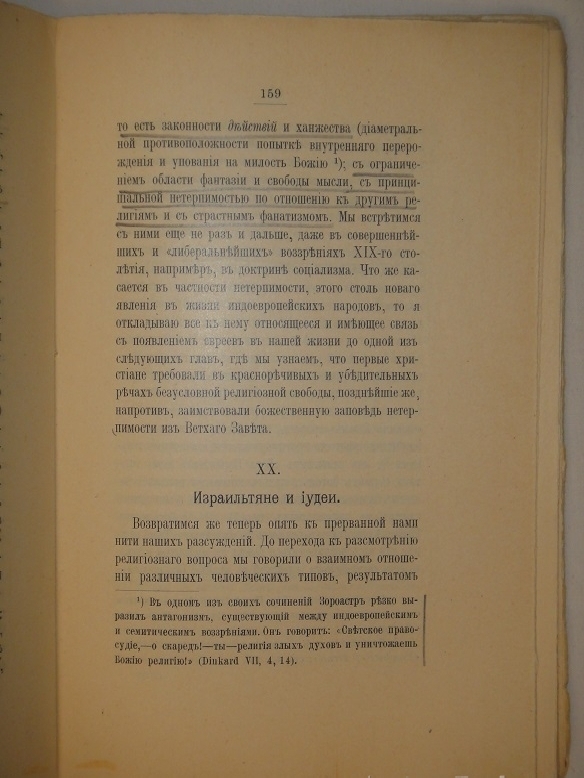 159
то есть законности дѣйствій и ханжества (діаметраль-
ной противоположности попыткѣ внутренняго перерo-
жденія и упованія на милость Божію ¹); съ ограниче-
ніемъ области фантазіи и свободы мысли, съ принци-
піальной нетерпимостью по отношенію къ другимъ ре-
лигіямъ и съ страстнымъ фанатизмомъ. Мы встрѣтимся
съ ними еще не разъ и дальше, даже въ совершеннѣй-
шихъ и «либеральнѣйшихъ» воззрѣніяхъ XIX-го сто-
лѣтія, напримѣръ, въ доктринѣ соціализма. Что же ка-
сается въ частности нетерпимости, этого столь новаго
явленія въ жизни индоевропейскихъ народовъ, то я
откладываю все къ нему относящееся и имѣющее связь
съ появленіемъ евреевъ въ нашей жизни до одной изъ
слѣдующихъ главъ, гдѣ мы узнаемъ, что первые хри-
стіане требовали въ краснорѣчивыхъ и убѣдительныхъ
рѣчахъ безусловной религіозной свободы, позднѣйшіе же,
напротивъ, заимствовали божественную заповѣдь нетер-
пимости изъ Ветхаго Завѣта.
XX.
Израильтяне и іудеи.
Возвратимся же теперь опять къ прерванной нами
нити нашихъ разсужденій. До перехода къ разсмотрѣнію
религіознаго вопроса мы говорили о взаимномъ отноше-
ніи различныхъ человѣческихъ типовъ, результатомъ
¹) Въ одномъ изъ своихъ сочиненій Зороастръ рѣзко вы-
разилъ антагонизмъ, существующій между индоевропейскимъ
и семитическимъ воззрѣніями. Онъ говоритъ: «Свѣтское право-
судіе,—о скаредъ!—ты—религія злыхъ духовъ и уничтожаешь
Божію религію!» (Dinkard VII, 4, 14).